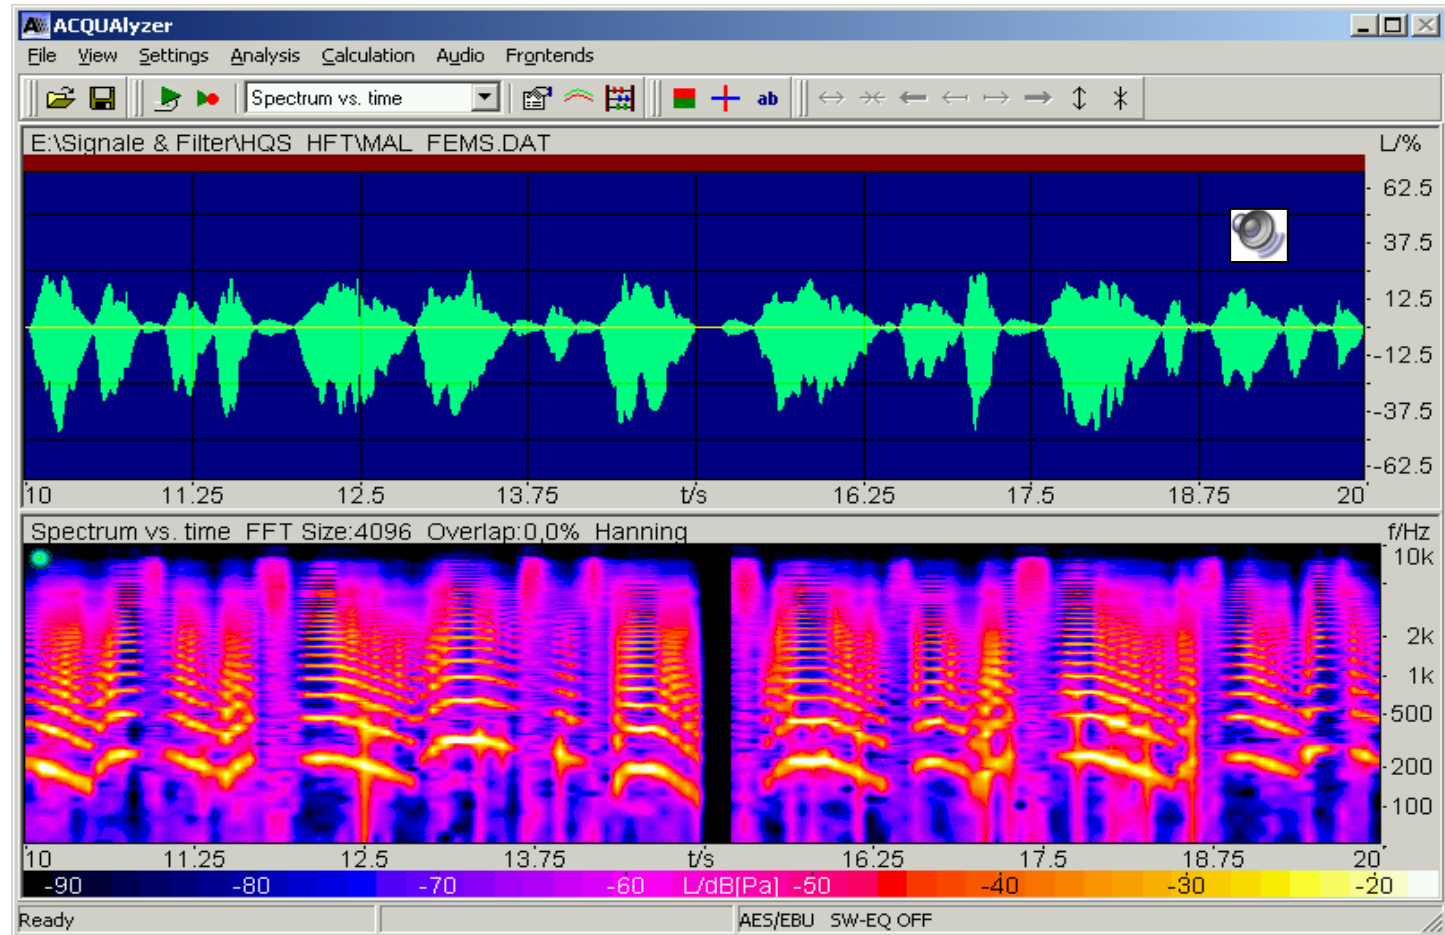 ACQUAlyzer
File View Settings Analysis Calculation Audio Frontends
Spectrum vs. time
ab
E:\Signale & Filter\HQS HFT\MAL FEMS.DAT L/%
62.5
37.5
12.5
-12.5
-37.5
-62.5
10 11.25 12.5 13.75 t/s 16.25 17.5 18.75 20
Spectrum vs. time FFT Size:4096 Overlap:0,0% Hanning f/Hz
10k
2k
1k
500
200
100
10 11.25 12.5 13.75 t/s 16.25 17.5 18.75 20
-90 -80 -70 -60 L/dB[Pa] -50 -40 -30 -20
Ready AES/EBU SW-EQ OFF